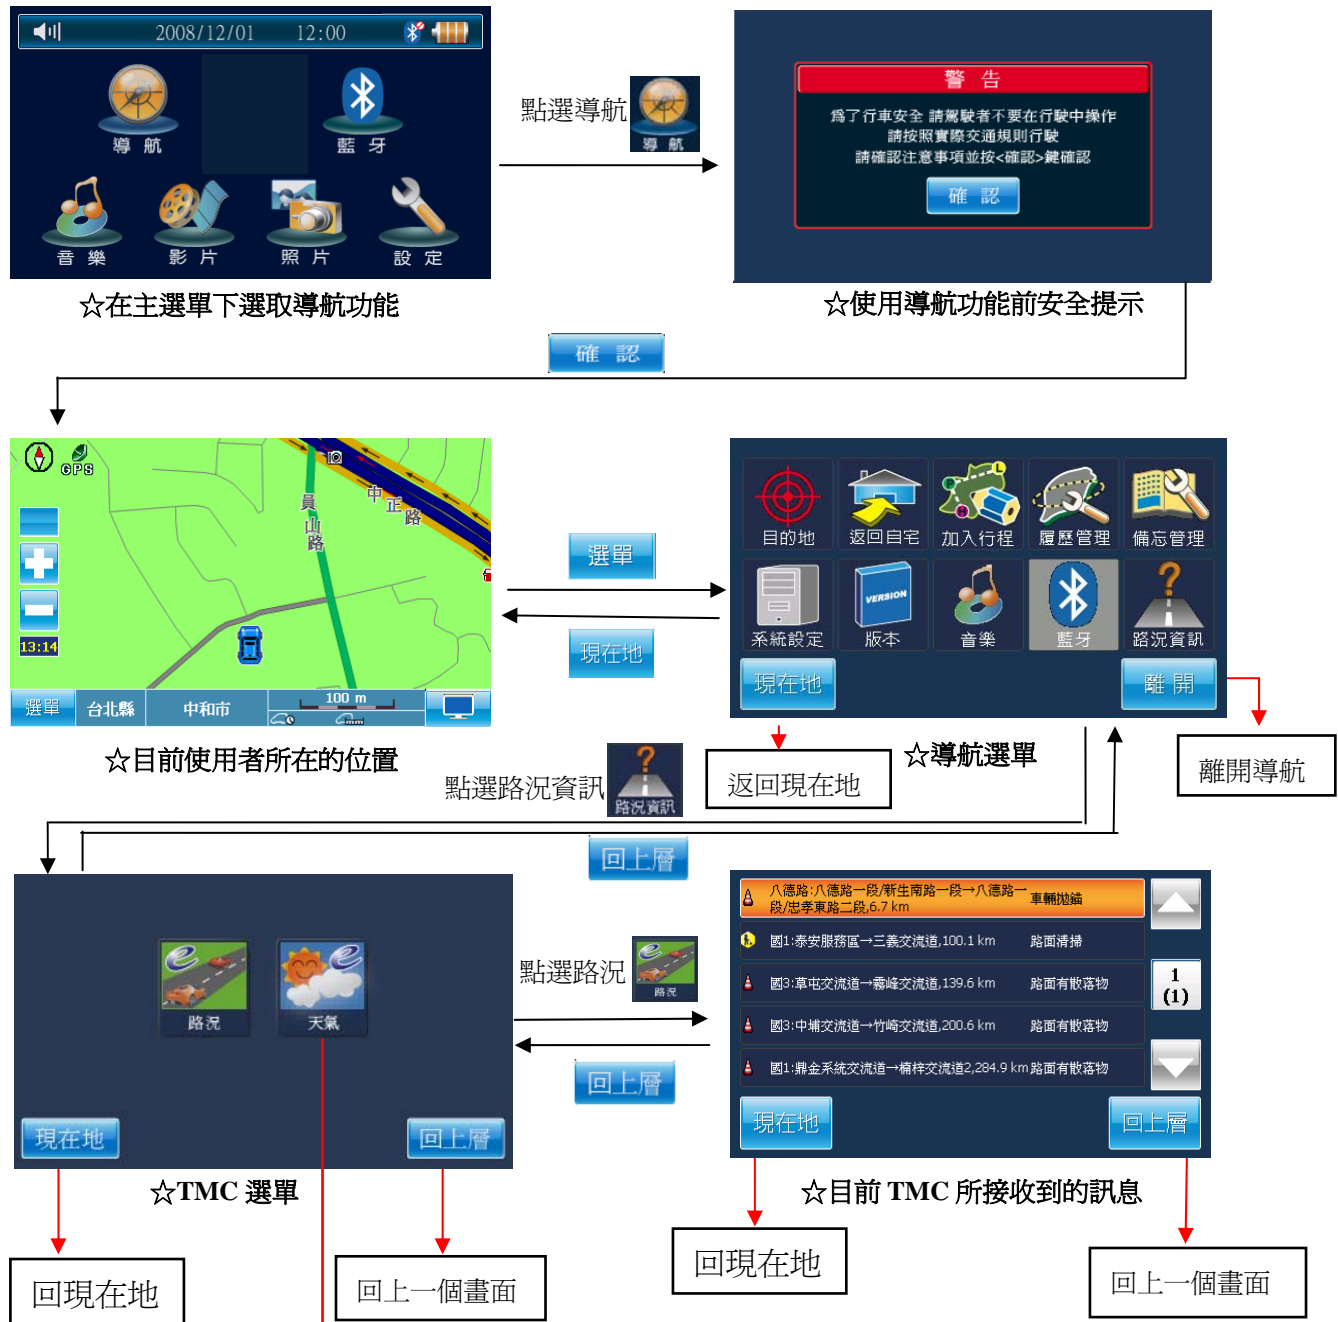 2008/12/01 12:00
導航
藍牙
音樂
影片
照片
設定
☆在主選單下選取導航功能
點選導航
導航
警告
為了行車安全 請駕駛者不要在行駛中操作
請按照實際交通規則行駛
請確認注意事項並按<確認>鍵確認
確認
☆使用導航功能前安全提示
確認
GPS
員山路
中正路
13:14
選單
台北縣
中和市
100 m
☆目前使用者所在的位置
選單
現在地
目的地
返回自宅
加入行程
履歷管理
備忘管理
系統設定
VERSION
版本
音樂
藍牙
路況資訊
現在地
離開
☆導航選單
返回現在地
離開導航
點選路況資訊
路況資訊
回上層
路況
天氣
現在地
回上層
☆TMC 選單
回現在地
回上一個畫面
點選路況
路況
回上層
八德路:八德路一段/新生南路一段→八德路一
段/忠孝東路二段,6.7 km 車輛拋錨
國1:泰安服務區→三義交流道,100.1 km 路面清掃
國3:草屯交流道→霧峰交流道,139.6 km 路面有散落物
國3:中埔交流道→竹崎交流道,200.6 km 路面有散落物
國1:鼎金系統交流道→楠梓交流道2,284.9 km 路面有散落物
1
(1)
現在地
回上層
☆目前 TMC 所接收到的訊息
回現在地
回上一個畫面